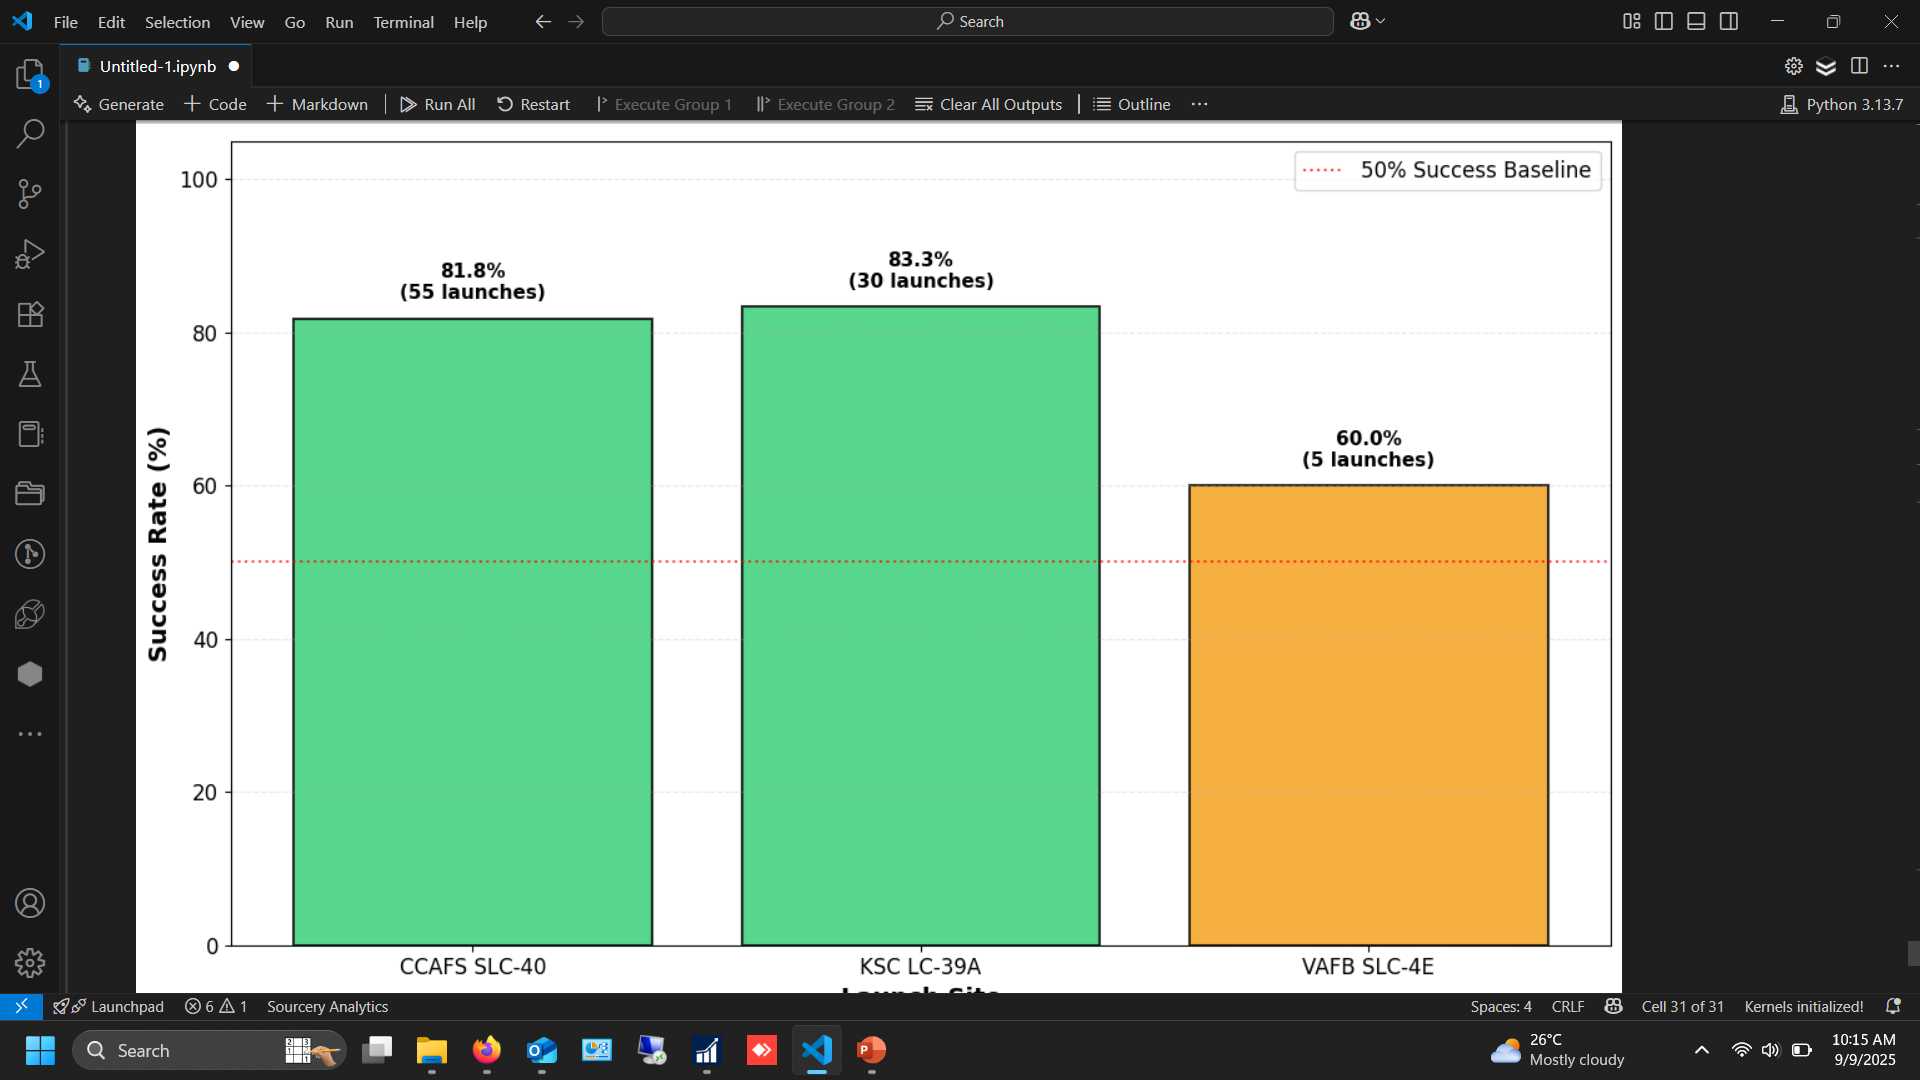 File Edit Selection View Go Run Terminal Help
Search
1
Untitled-1.ipynb
Generate Code Markdown Run All Restart Execute Group 1 Execute Group 2 Clear All Outputs Outline
Python 3.13.7
50% Success Baseline
100
80
60
40
20
0
Success Rate (%)
81.8%
(55 launches)
83.3%
(30 launches)
60.0%
(5 launches)
CCAFS SLC-40 KSC LC-39A VAFB SLC-4E
Launch Site
Launchpad 6 1 Sourcery Analytics
Spaces: 4 CRLF Cell 31 of 31 Kernels initialized!
Search
26°C
Mostly cloudy
10:15 AM
9/9/2025